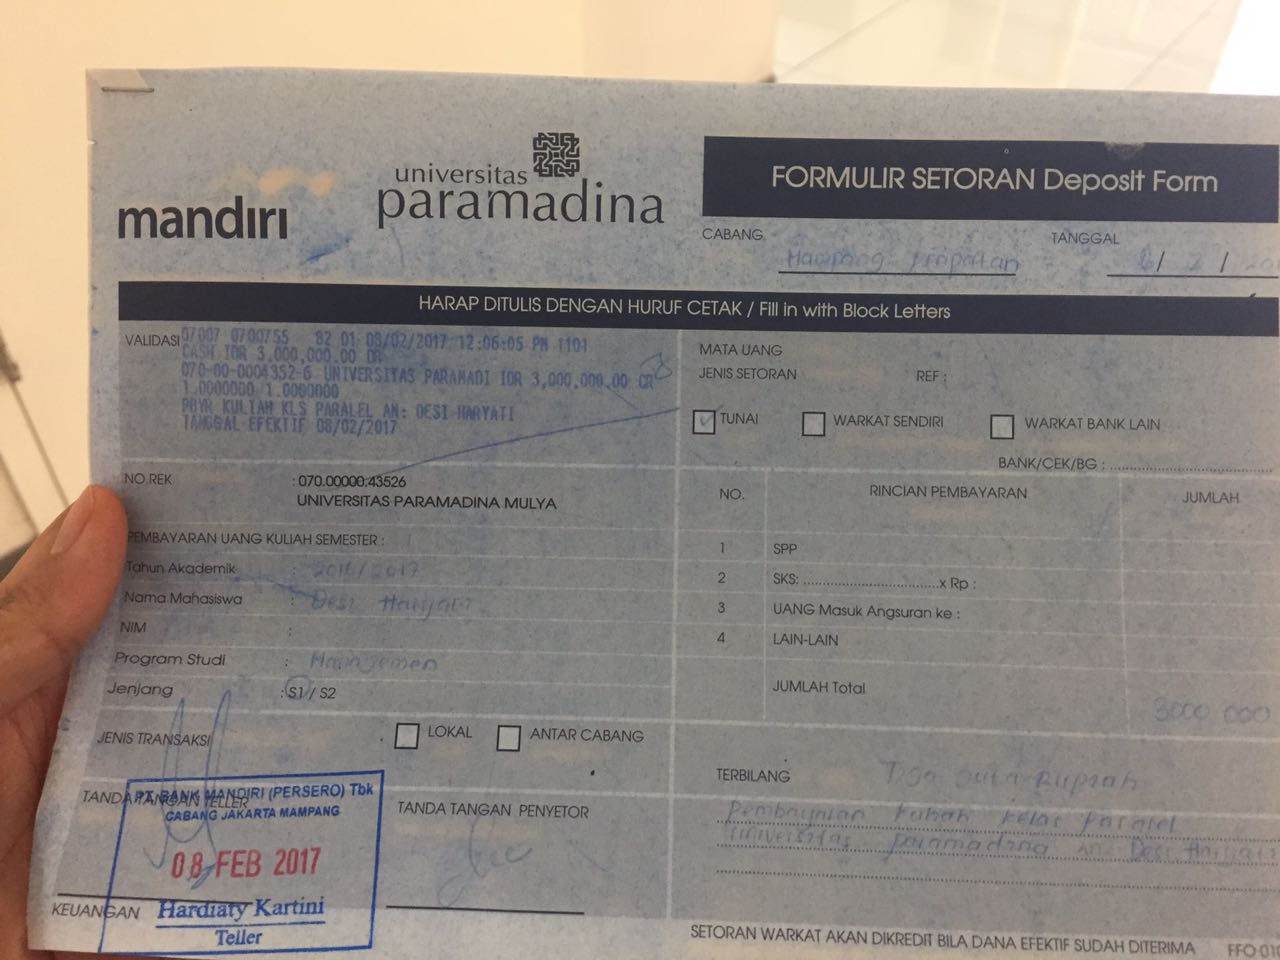 mandırı
universitas
paramadina
FORMULIR SETORAN Deposit Form
CABANG Mampang Prapatan
TANGGAL 8/ 2 / 20
HARAP DITULIS DENGAN HURUF CETAK / Fill in with Block Letters
VALIDASI
07007 0700755 82 01 08/02/2017 12:06:05 PM 1101
CASH IDR 3,000,000.00 DR
070-00-0004352-6 UNIVERSITAS PARAMADI IDR 3,000,000.00 CR
1.0000000 1.0000000
PBYR KULIAH KLS PARALEL AN: DESI HARYATI
TANGGAL EFEKTIF 08/02/2017
MATA UANG
JENIS SETORAN
REF :
TUNAI
WARKAT SENDIRI
WARKAT BANK LAIN
BANK/CEK/BG :
NO.REK : 070.00000.43526
UNIVERSITAS PARAMADINA MULYA
PEMBAYARAN UANG KULIAH SEMESTER :
Tahun Akademik : 2016/2017
Nama Mahasiswa : Desi Haryati
NIM :
Program Studi : Manajemen
Jenjang : S1 / S2
NO.
RINCIAN PEMBAYARAN
JUMLAH
1 SPP
2 SKS: x Rp :
3 UANG Masuk Angsuran ke :
4 LAIN-LAIN
JUMLAH Total 3000 000
JENIS TRANSAKSI
LOKAL
ANTAR CABANG
TERBILANG Tiga Juta Rupiah
Pembayaran Kuliah Kelas Paralel
Universitas Paramadina an Desi Haryati
TANDA TANGAN TELLER
TANDA TANGAN PENYETOR
PT. BANK MANDIRI (PERSERO) Tbk
CABANG JAKARTA MAMPANG
08 FEB 2017
Hardiaty Kartini
Teller
KEUANGAN
SETORAN WARKAT AKAN DIKREDIT BILA DANA EFEKTIF SUDAH DITERIMA
FFO 010